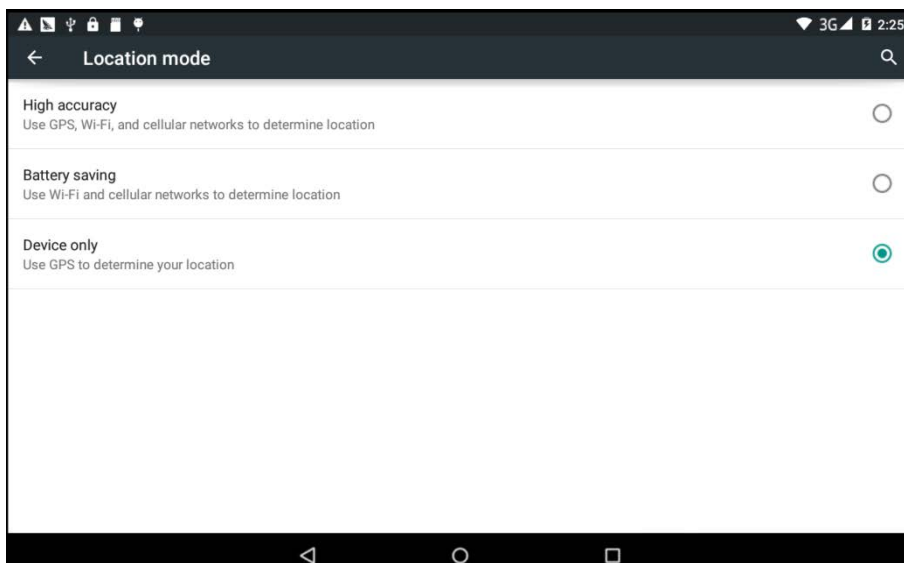 3G 2:25
Location mode
High accuracy
Use GPS, Wi-Fi, and cellular networks to determine location
Battery saving
Use Wi-Fi and cellular networks to determine location
Device only
Use GPS to determine your location